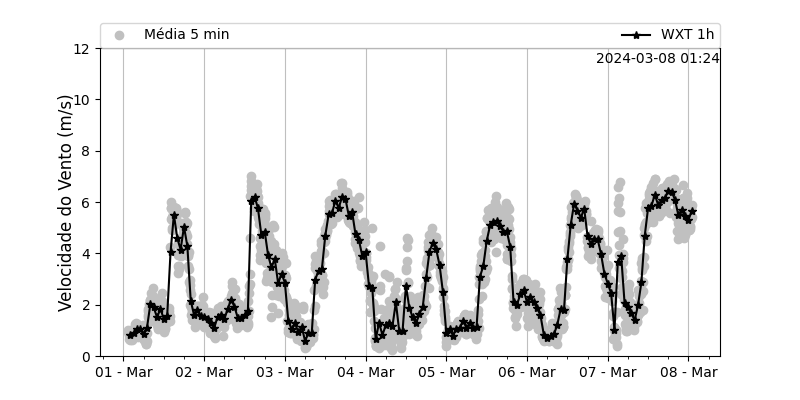 Média 5 min
WXT 1h
2024-03-08 01:24
Velocidade do Vento (m/s)
12
10
8
6
4
2
0
01 - Mar
02 - Mar
03 - Mar
04 - Mar
05 - Mar
06 - Mar
07 - Mar
08 - Mar